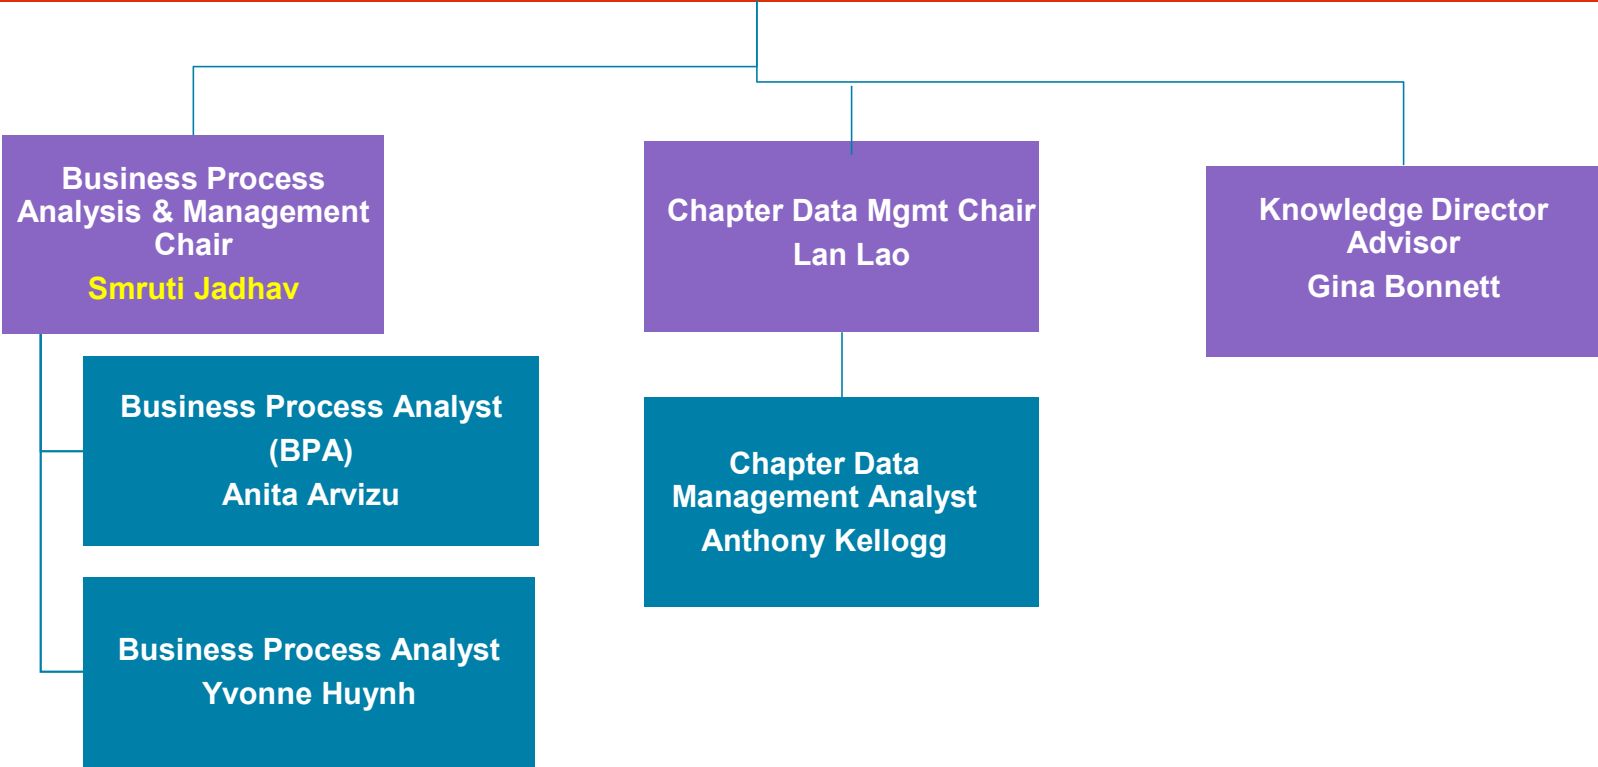 Business Process
Analysis & Management
Chair
Smruti Jadhav
Business Process Analyst
(BPA)
Anita Arvizu
Business Process Analyst
Yvonne Huynh
Chapter Data Mgmt Chair
Lan Lao
Chapter Data
Management Analyst
Anthony Kellogg
Knowledge Director
Advisor
Gina Bonnett